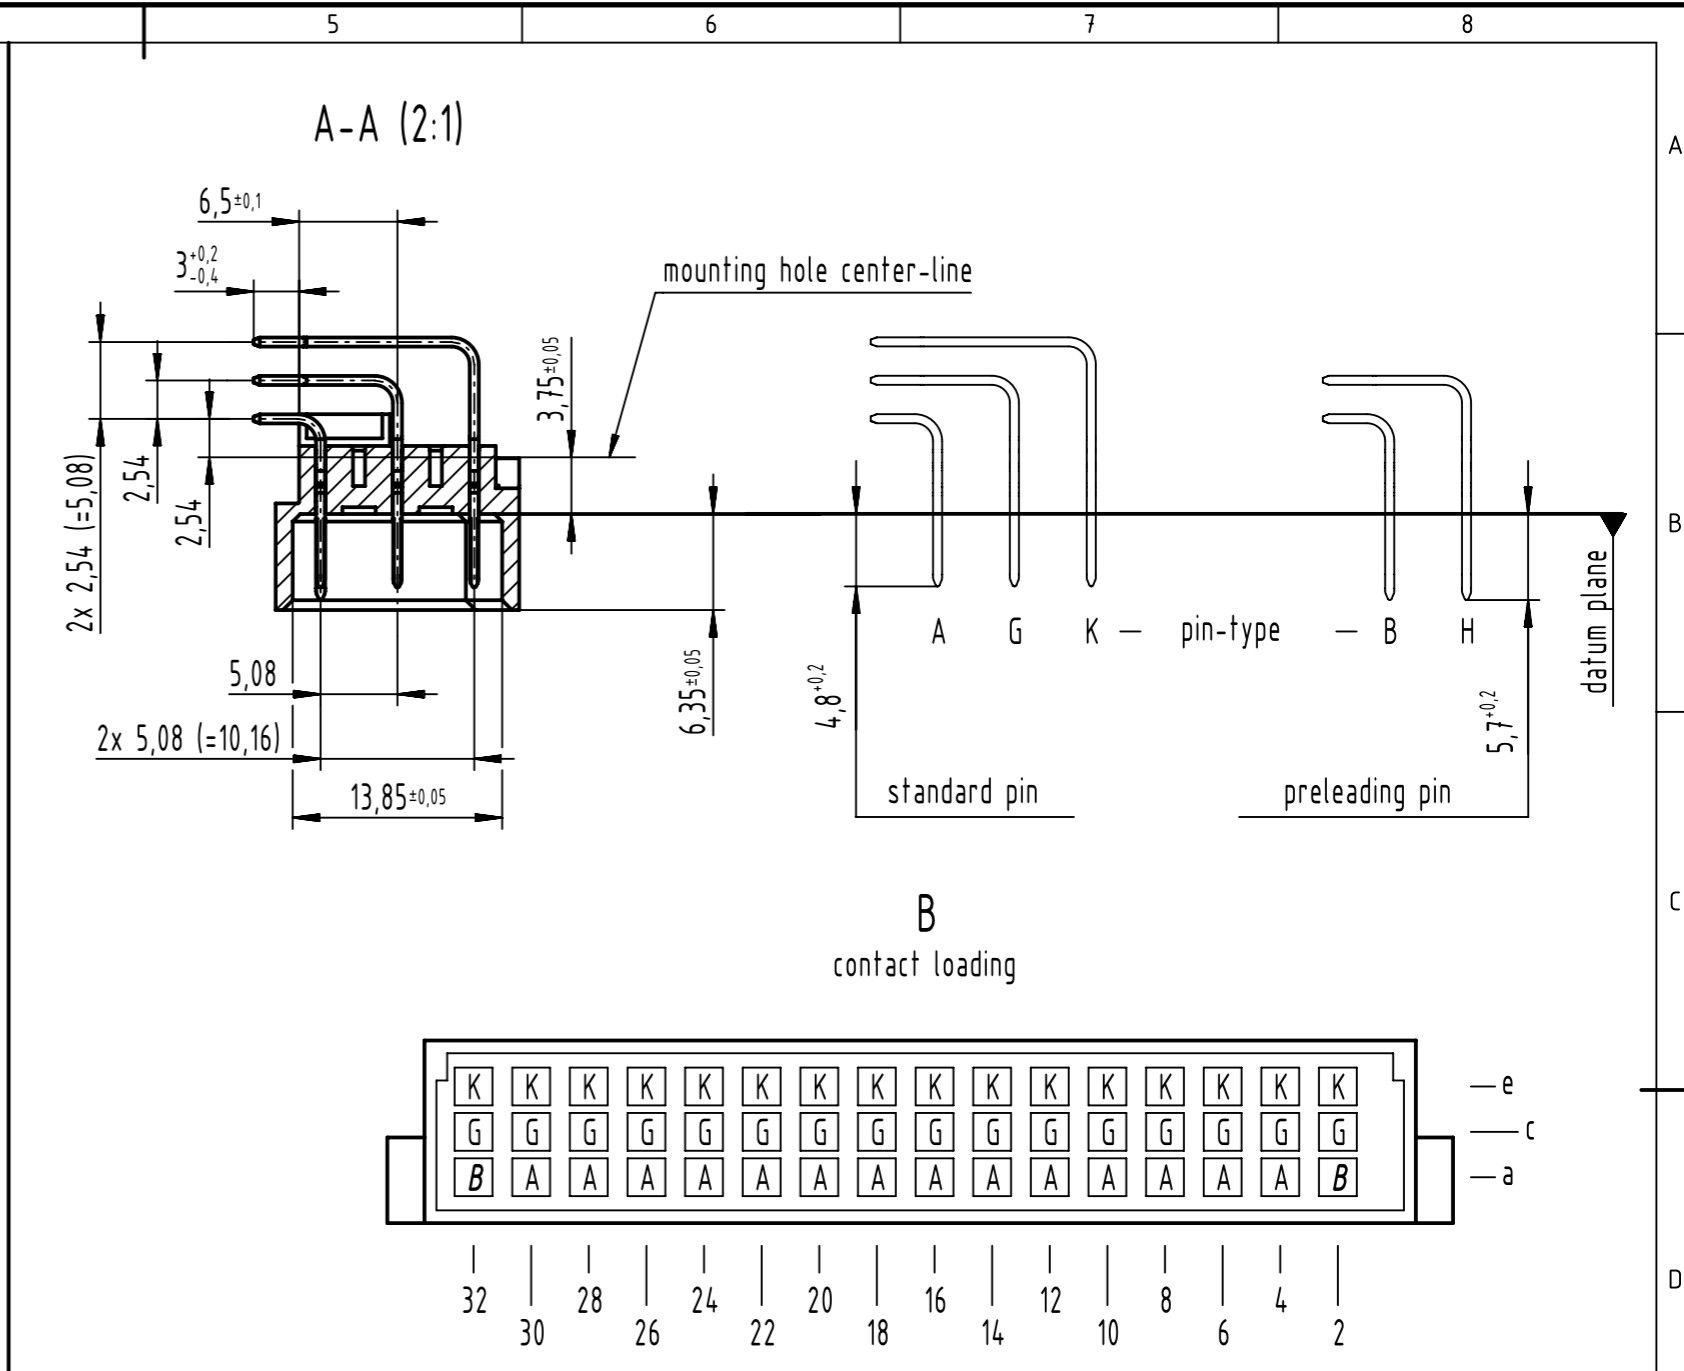 5 6 7 8
A-A (2:1)
A
6,5±0,1
3+0,2 -0,4
mounting hole center-line
3,75±0,05
2x 2,54 (=5,08)
2,54
2,54
B
datum plane
A G K — pin-type — B H
5,08
6,35±0,05
4,8+0,2
5,7+0,2
2x 5,08 (=10,16)
13,85±0,05
standard pin
preleading pin
C
B
contact loading
K K K K K K K K K K K K K K K K — e
G G G G G G G G G G G G G G G G — c
B A A A A A A A A A A A A A A B — a
D
32 28 24 20 16 12 8 4
30 26 22 18 14 10 6 2